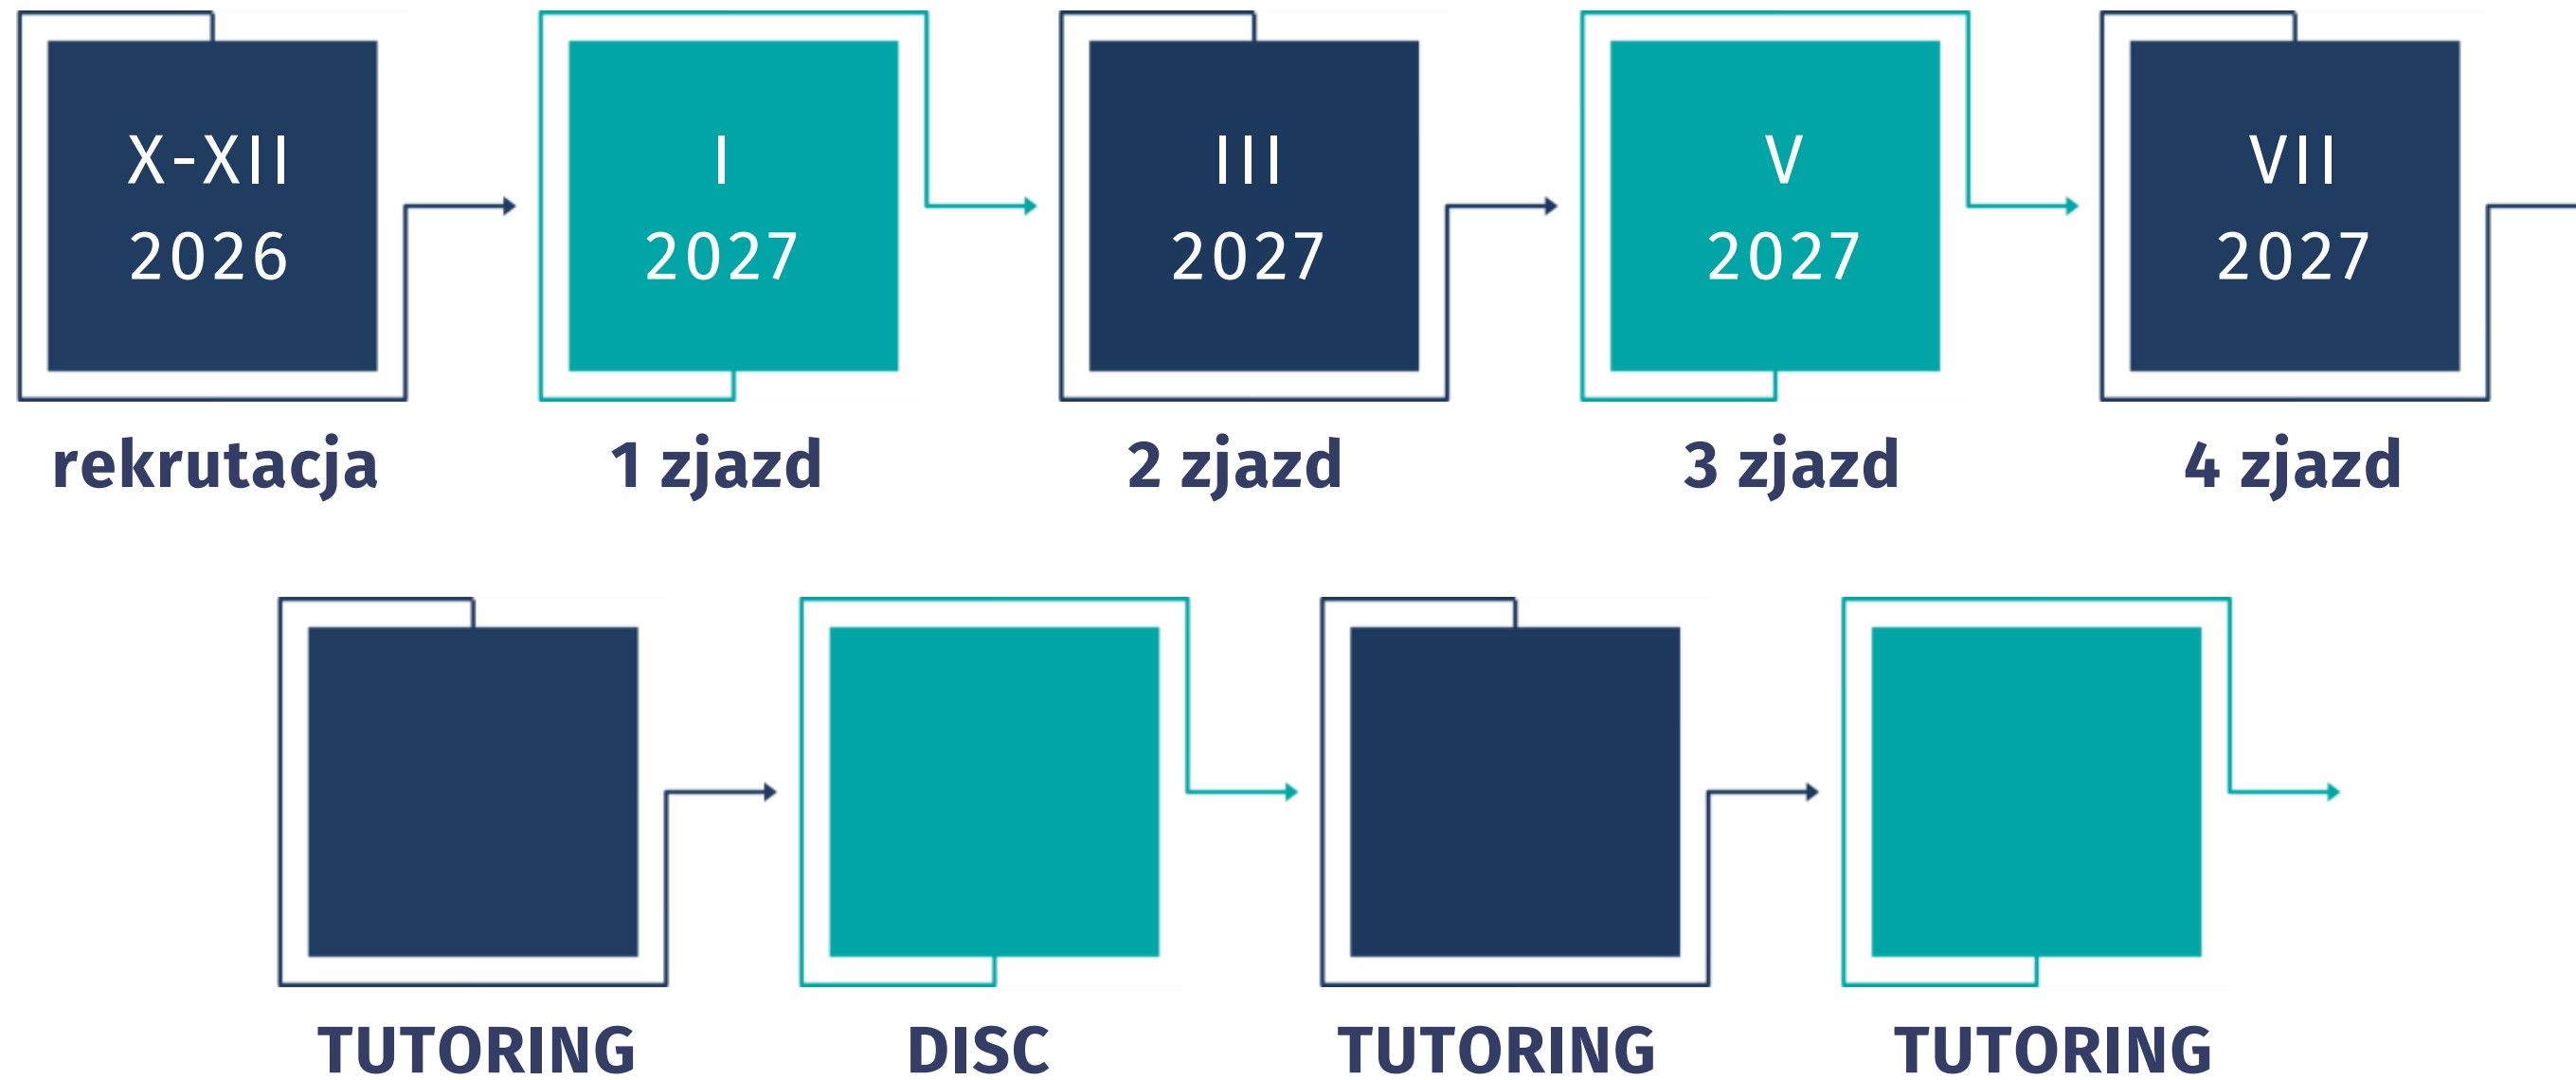 X-XII
2026
I
2027
III
2027
V
2027
VII
2027
rekrutacja
1 zjazd
2 zjazd
3 zjazd
4 zjazd
TUTORING
DISC
TUTORING
TUTORING